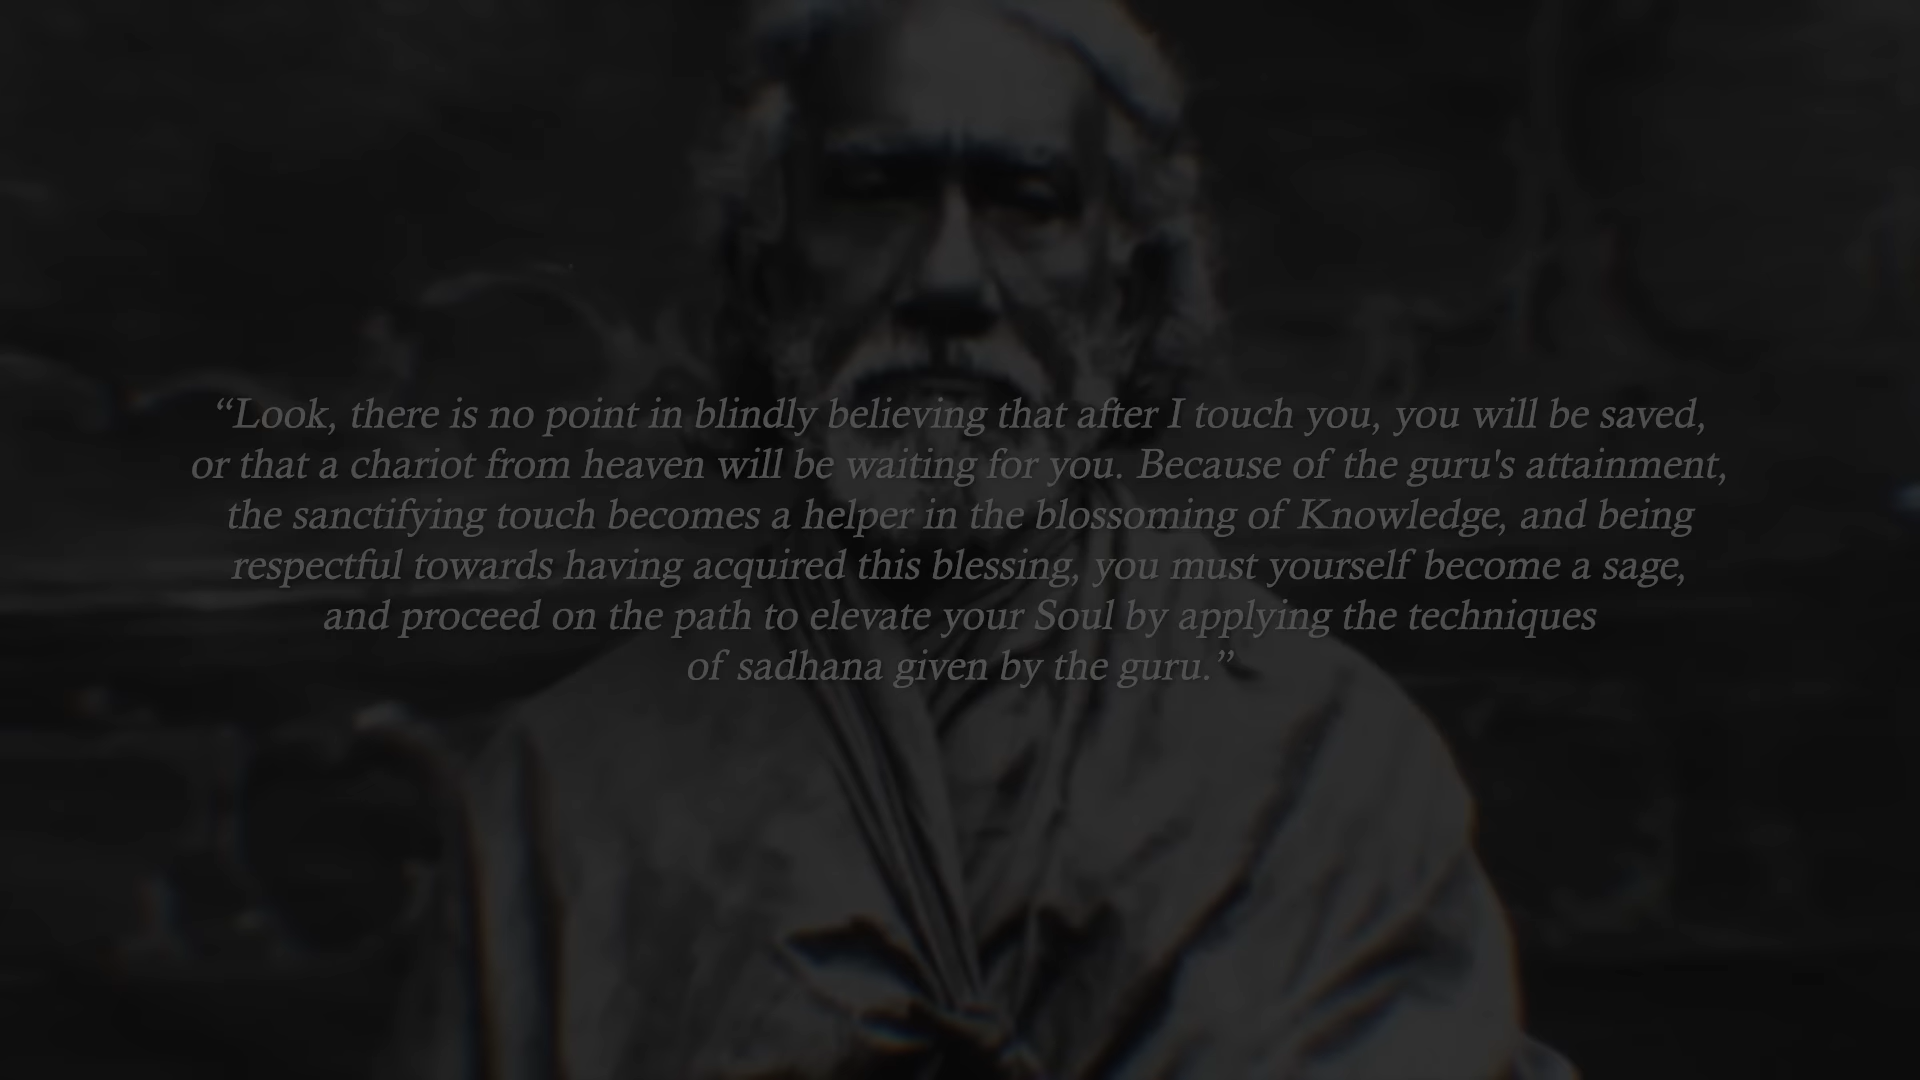 “Look, there is no point in blindly believing that after I touch you, you will be saved,
or that a chariot from heaven will be waiting for you. Because of the guru's attainment,
the sanctifying touch becomes a helper in the blossoming of Knowledge, and being
respectful towards having acquired this blessing, you must yourself become a sage,
and proceed on the path to elevate your Soul by applying the techniques
of sadhana given by the guru.”